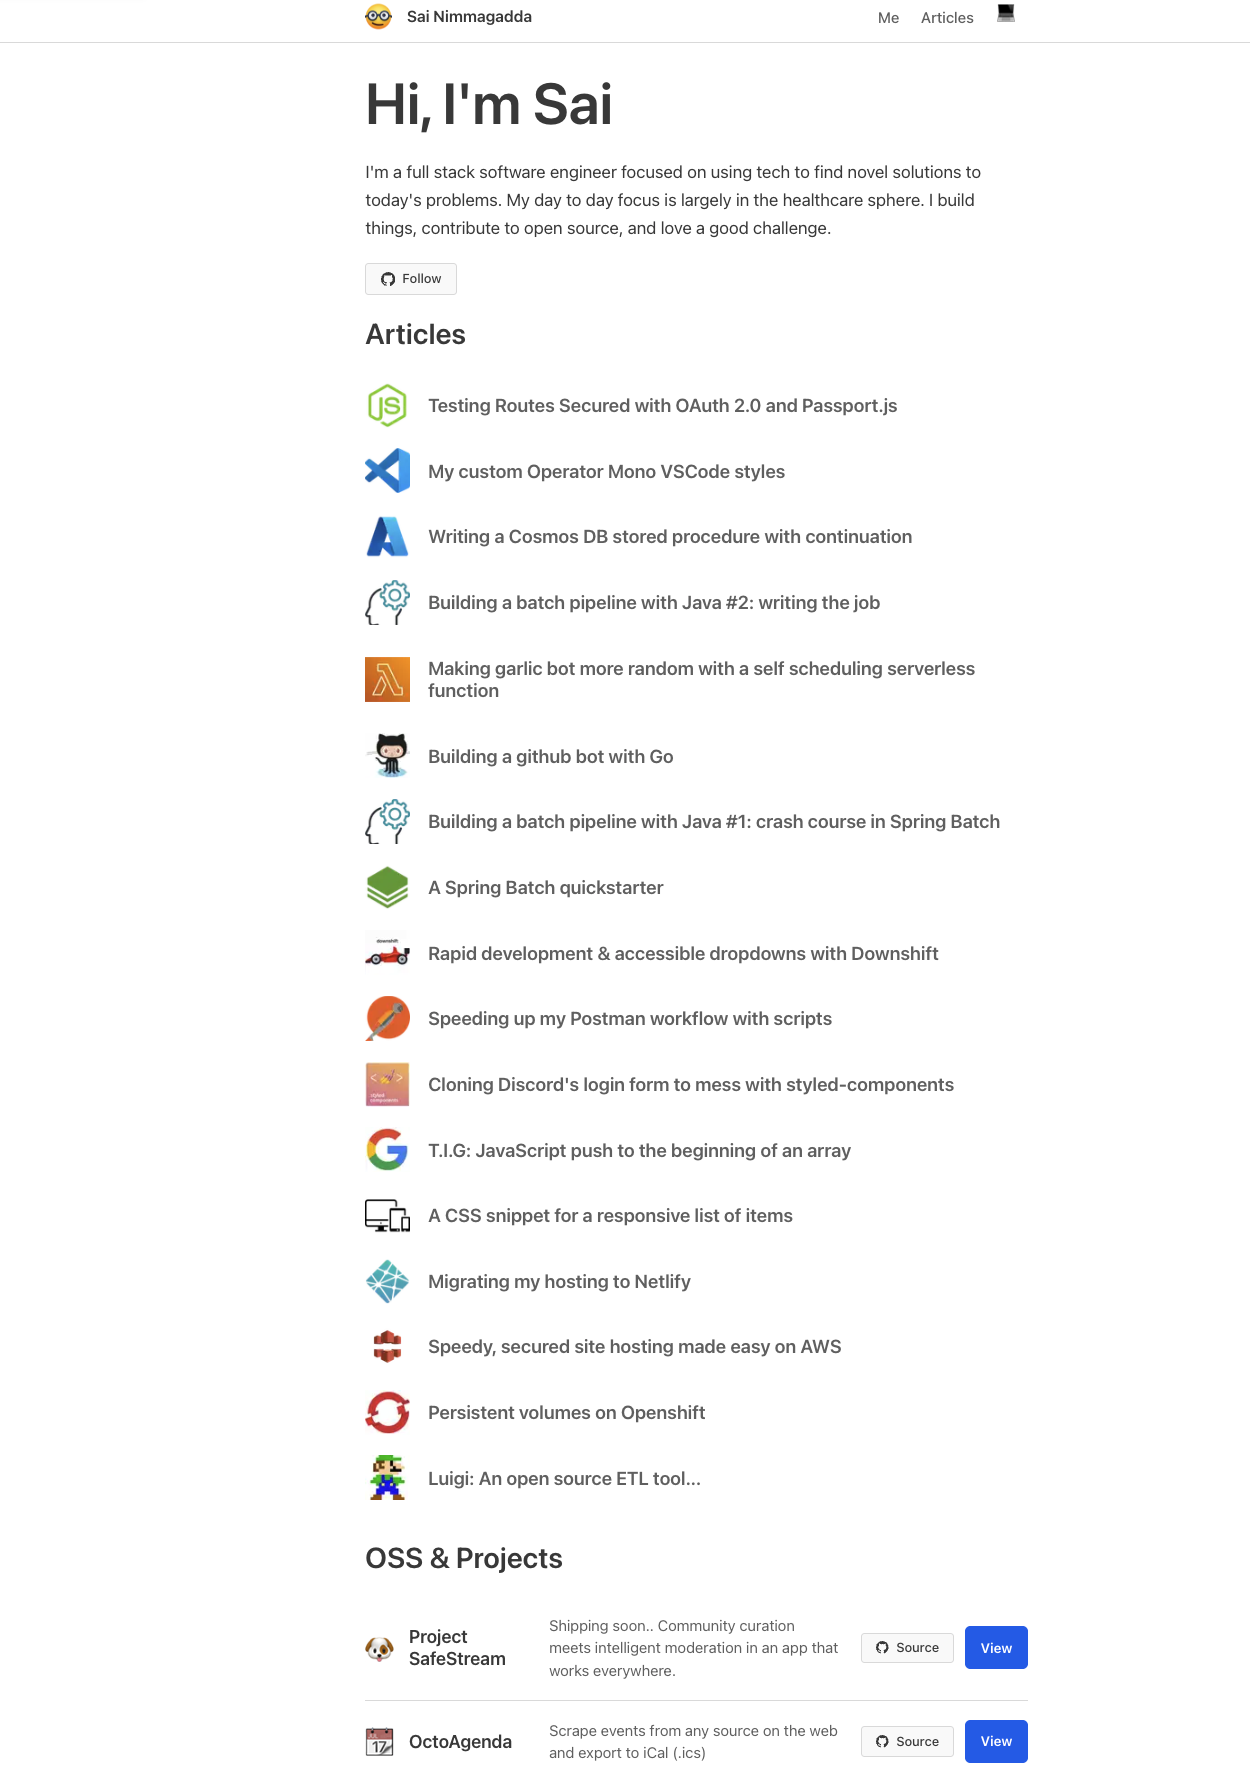 Sai Nimmagadda
Me
Articles
Hi, I'm Sai
I'm a full stack software engineer focused on using tech to find novel solutions to
today's problems. My day to day focus is largely in the healthcare sphere. I build
things, contribute to open source, and love a good challenge.
Follow
Articles
JS
Testing Routes Secured with OAuth 2.0 and Passport.js
My custom Operator Mono VSCode styles
Writing a Cosmos DB stored procedure with continuation
Building a batch pipeline with Java #2: writing the job
Making garlic bot more random with a self scheduling serverless
function
Building a github bot with Go
Building a batch pipeline with Java #1: crash course in Spring Batch
A Spring Batch quickstarter
downshift
Rapid development & accessible dropdowns with Downshift
Speeding up my Postman workflow with scripts
styled
components
Cloning Discord's login form to mess with styled-components
T.I.G: JavaScript push to the beginning of an array
A CSS snippet for a responsive list of items
Migrating my hosting to Netlify
Speedy, secured site hosting made easy on AWS
Persistent volumes on Openshift
Luigi: An open source ETL tool...
OSS & Projects
Project
SafeStream
Shipping soon.. Community curation
meets intelligent moderation in an app that
works everywhere.
Source
View
17
OctoAgenda
Scrape events from any source on the web
and export to iCal (.ics)
Source
View